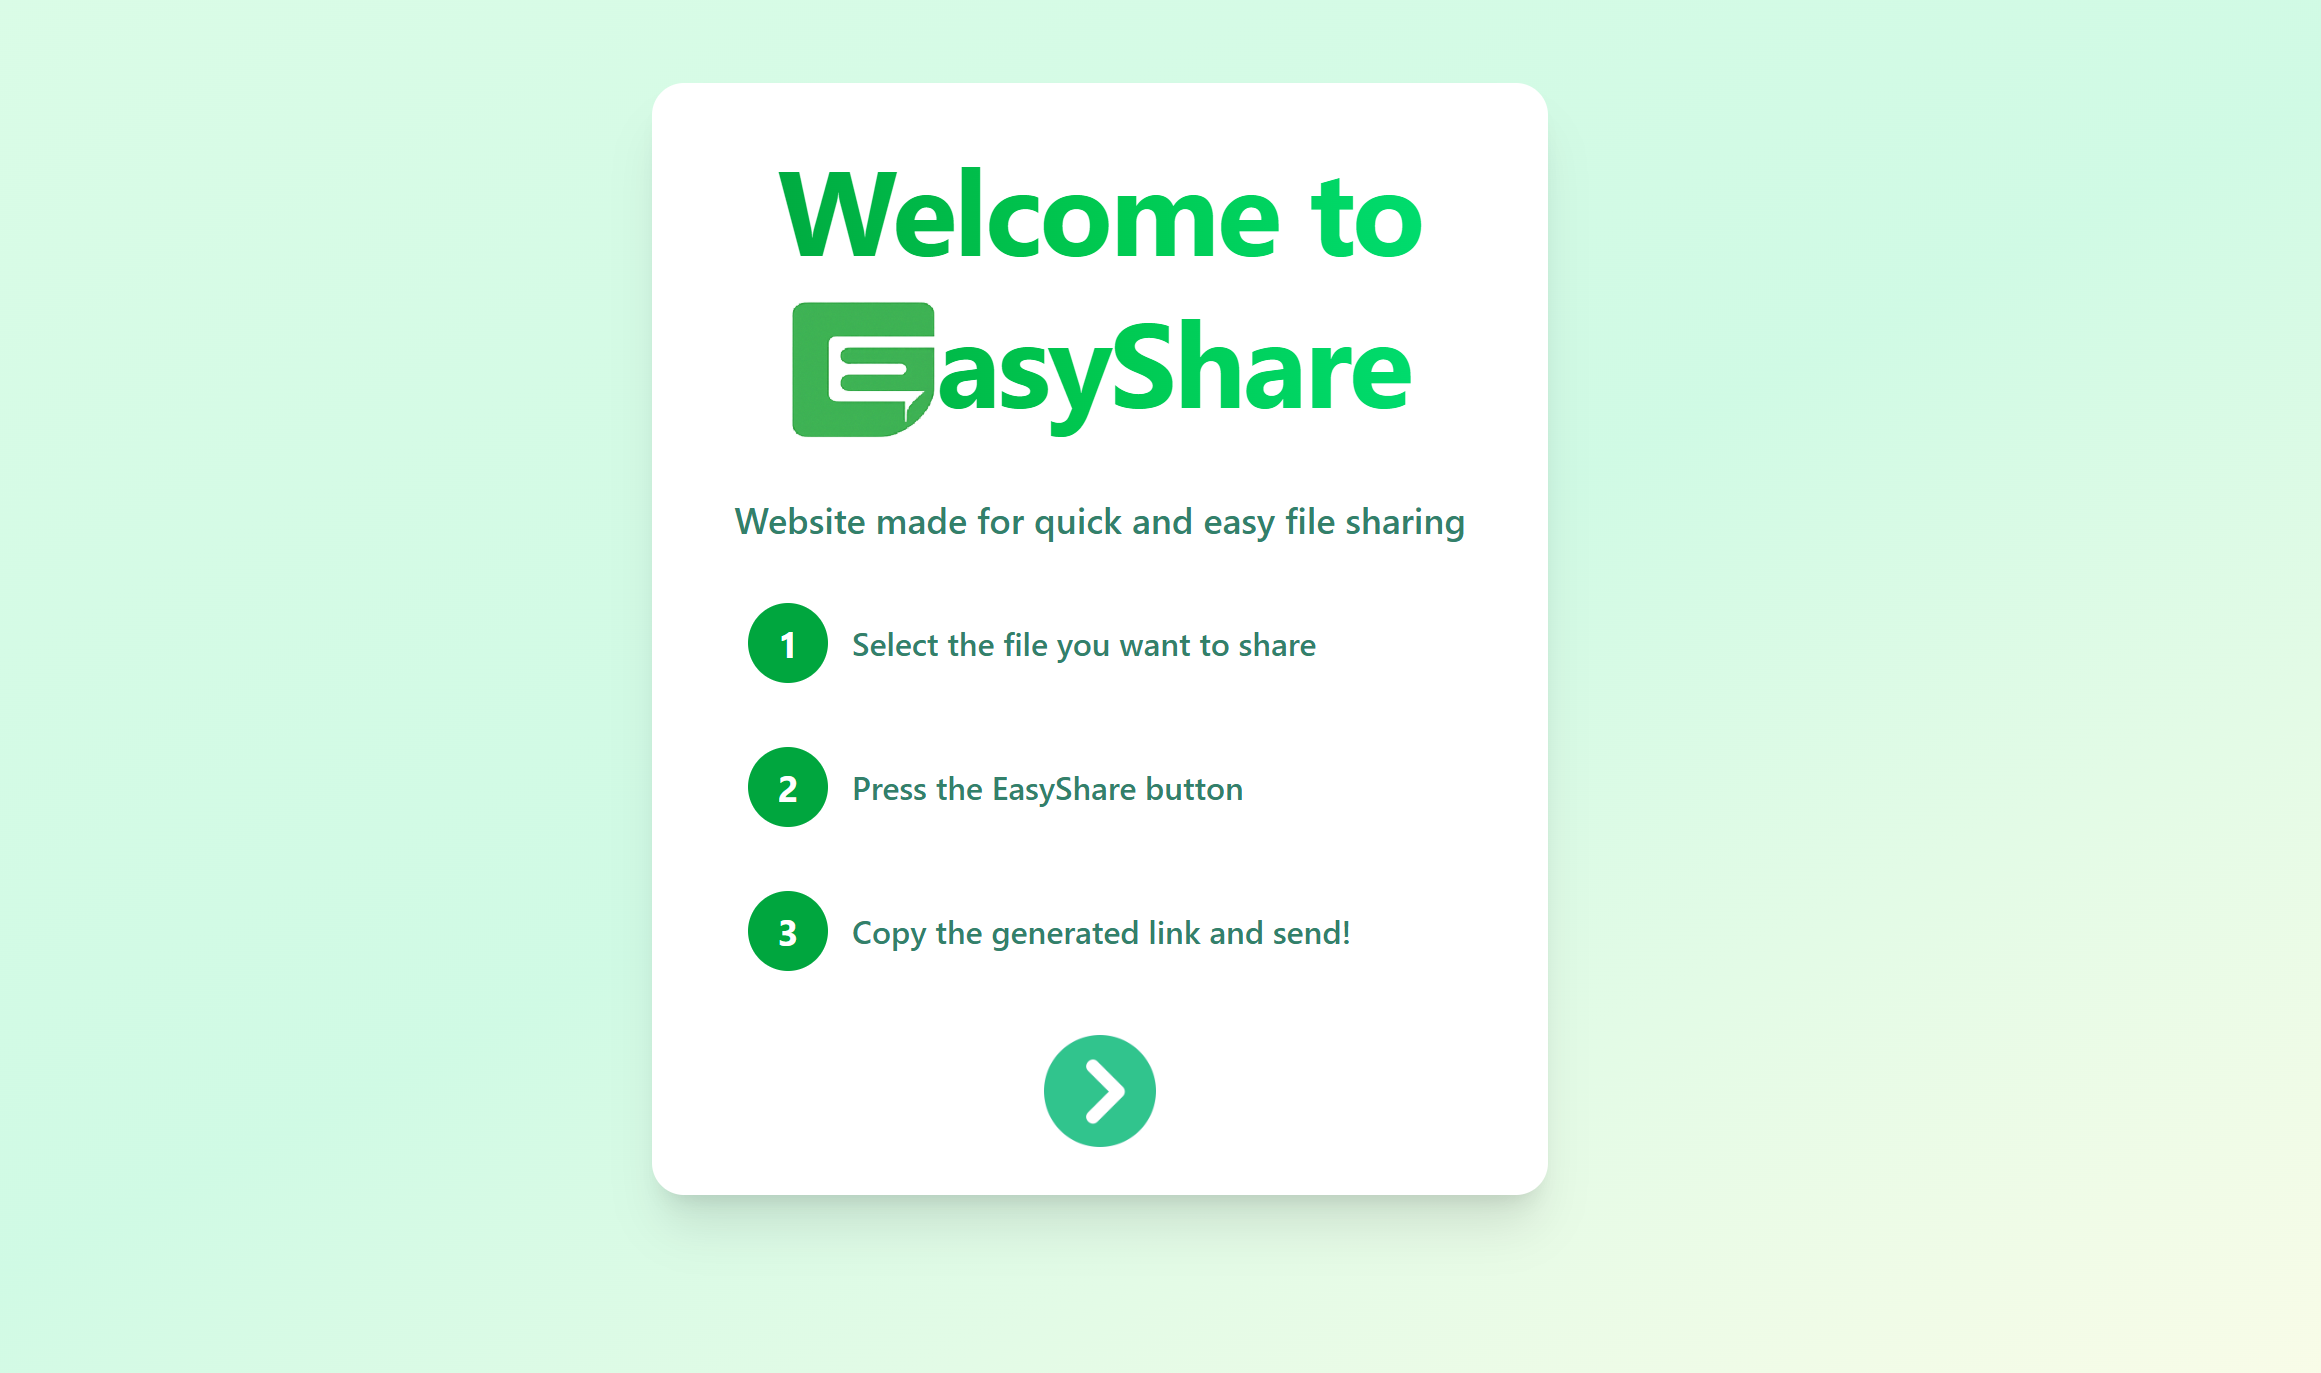 Welcome to
EasyShare
Website made for quick and easy file sharing
1 Select the file you want to share
2 Press the EasyShare button
3 Copy the generated link and send!